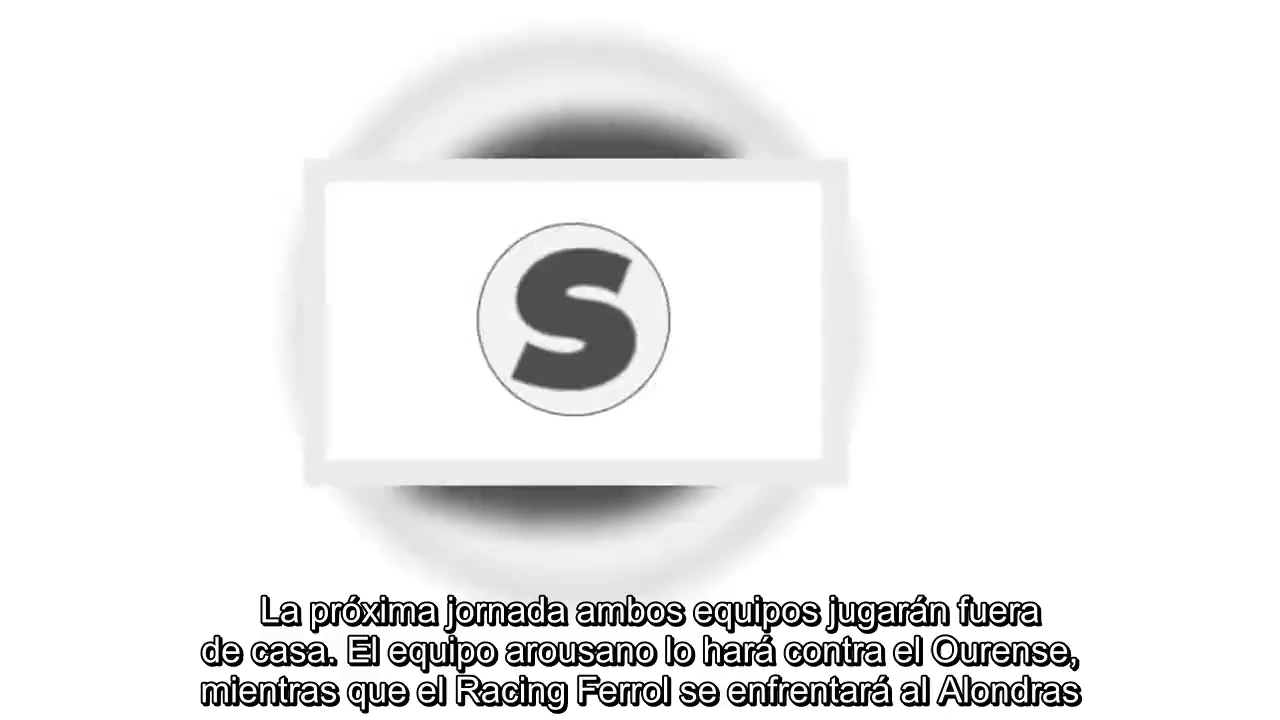 S
La próxima jornada ambos equipos jugarán fuera
de casa. El equipo arousano lo hará contra el Ourense,
mientras que el Racing Ferrol se enfrentará al Alondras